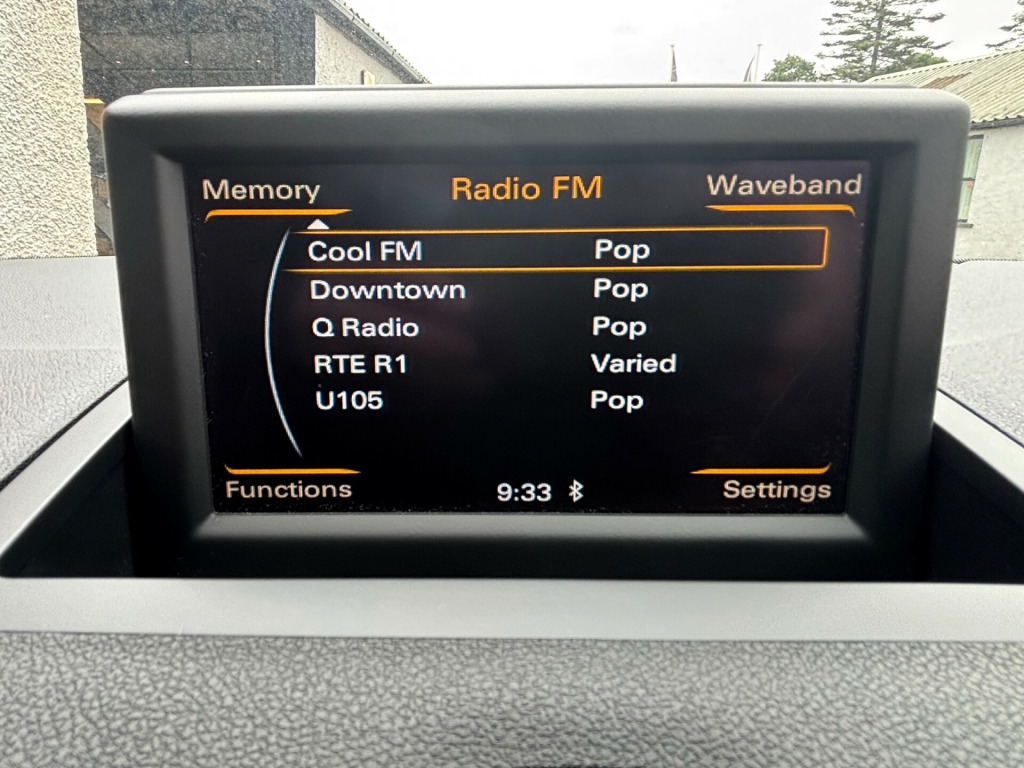 Memory Radio FM Waveband
Cool FM Pop
Downtown Pop
Q Radio Pop
RTE R1 Varied
U105 Pop
Functions 9:33 Settings